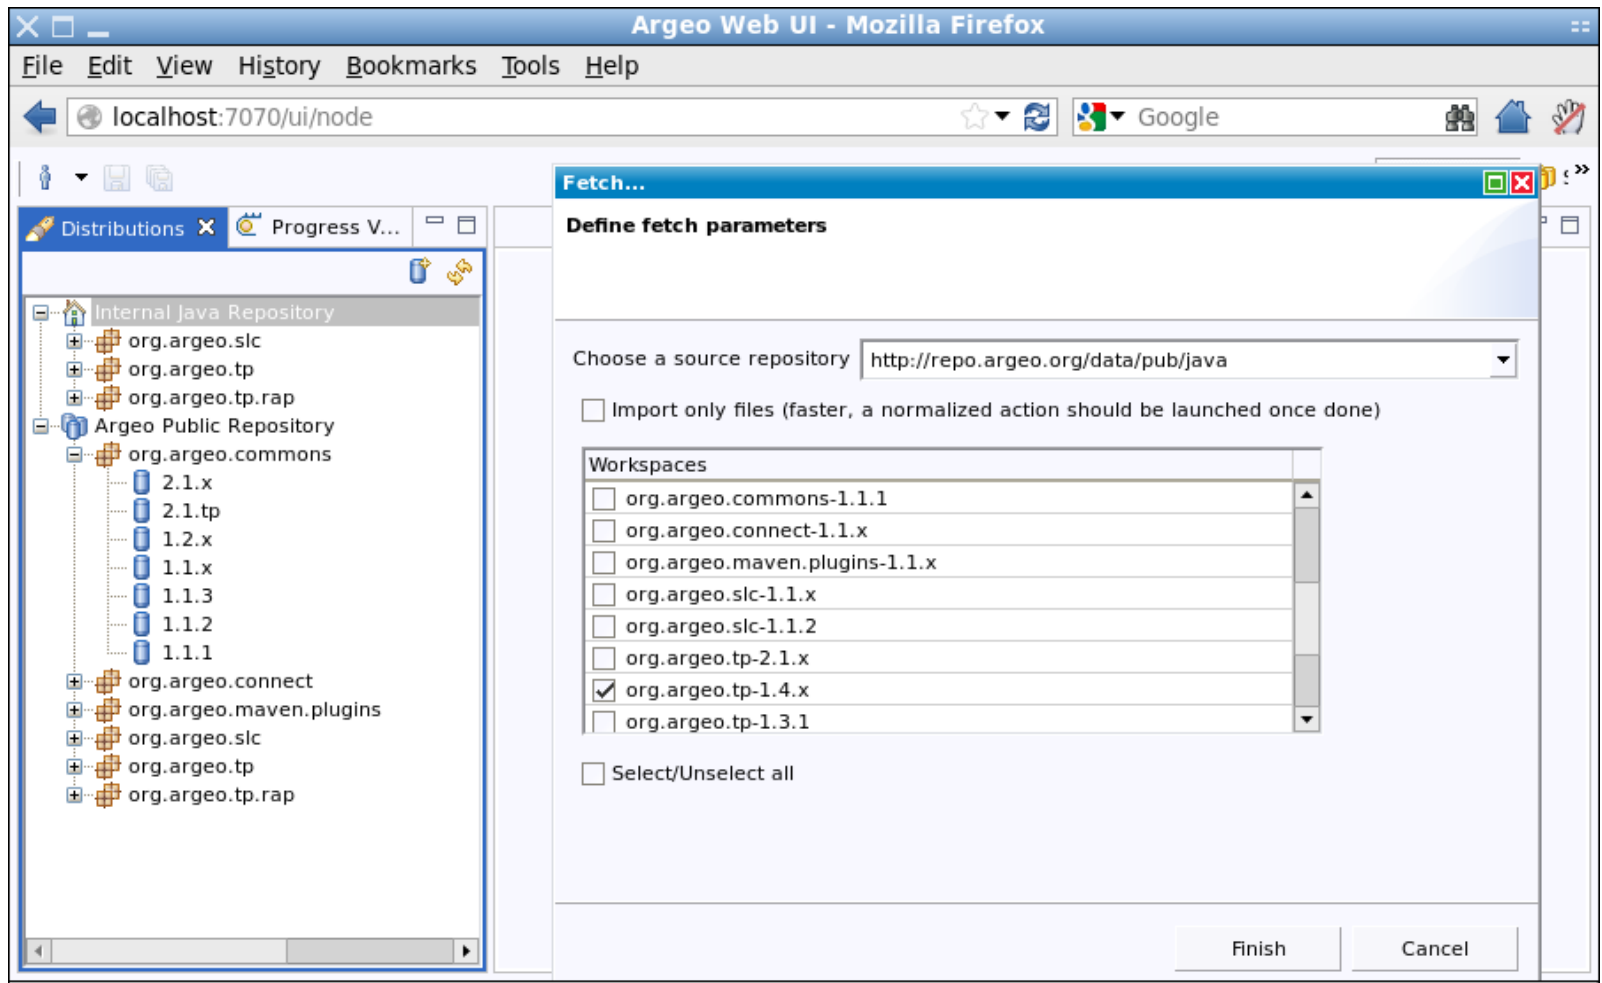 Argeo Web UI - Mozilla Firefox
File Edit View History Bookmarks Tools Help
localhost:7070/ui/node
Google
Distributions
Progress V...
Internal Java Repository
org.argeo.slc
org.argeo.tp
org.argeo.tp.rap
Argeo Public Repository
org.argeo.commons
2.1.x
2.1.tp
1.2.x
1.1.x
1.1.3
1.1.2
1.1.1
org.argeo.connect
org.argeo.maven.plugins
org.argeo.slc
org.argeo.tp
org.argeo.tp.rap
Fetch...
Define fetch parameters
Choose a source repository http://repo.argeo.org/data/pub/java
Import only files (faster, a normalized action should be launched once done)
Workspaces
org.argeo.commons-1.1.1
org.argeo.connect-1.1.x
org.argeo.maven.plugins-1.1.x
org.argeo.slc-1.1.x
org.argeo.slc-1.1.2
org.argeo.tp-2.1.x
org.argeo.tp-1.4.x
org.argeo.tp-1.3.1
Select/Unselect all
Finish Cancel